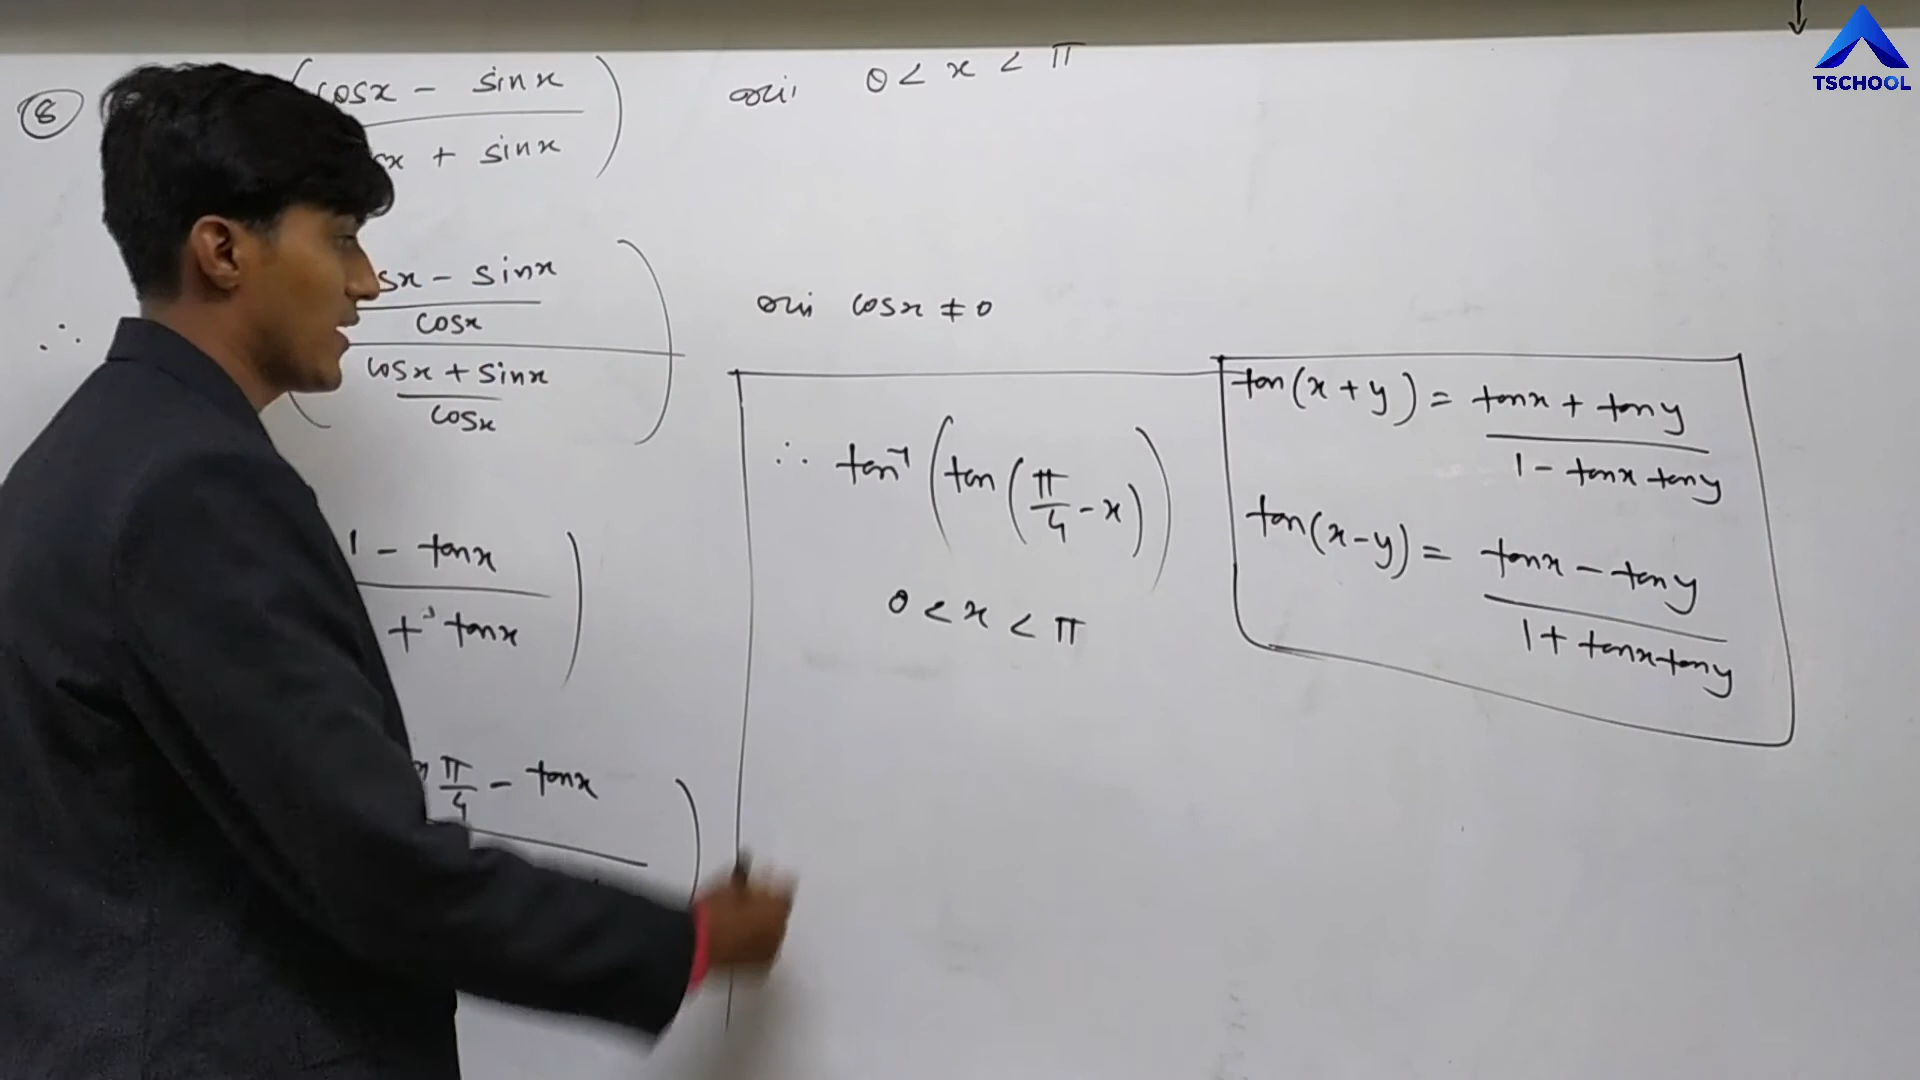 TSCHOOL
8 (cosx - sinx / x + sinx) 0 < x < π
∴ (sx - sinx / cosx / cosx + sinx / cosx) cosx ≠ 0
1 - tanx / + tanx)
π/4 - tanx)
∴ tan⁻¹(tan(π/4 - x))
0 < x < π
tan(x + y) = tanx + tany / 1 - tanx tany
tan(x - y) = tanx - tany / 1 + tanx tany